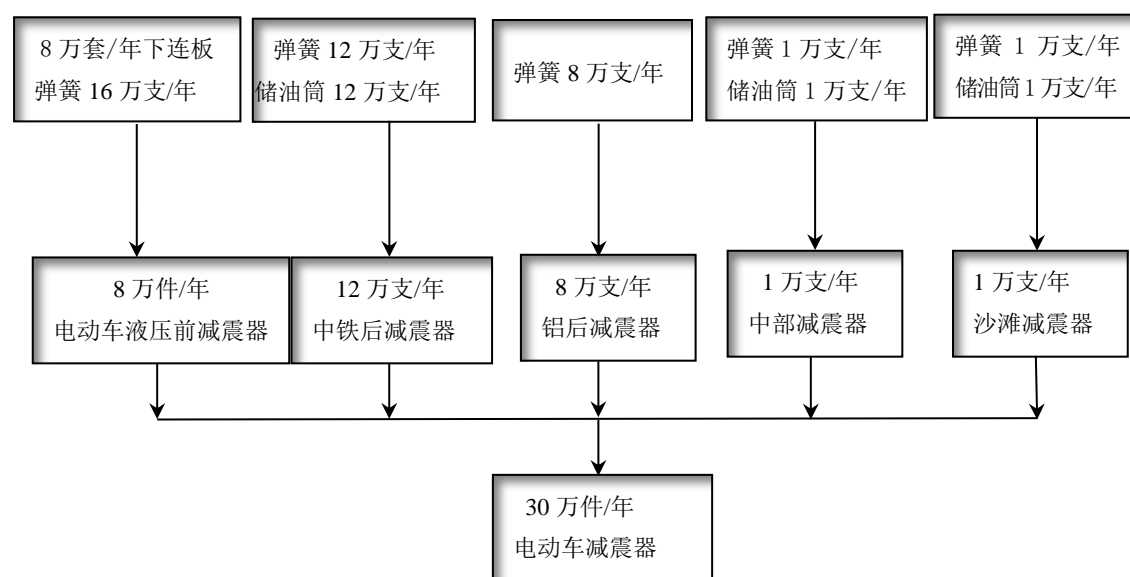 8 万套/年下连板
弹簧 16 万支/年
弹簧 12 万支/年
储油筒 12 万支/年
弹簧 8 万支/年
弹簧 1 万支/年
储油筒 1 万支/年
弹簧 1 万支/年
储油筒 1 万支/年
8 万件/年
电动车液压前减震器
12 万支/年
中铁后减震器
8 万支/年
铝后减震器
1 万支/年
中部减震器
1 万支/年
沙滩减震器
30 万件/年
电动车减震器